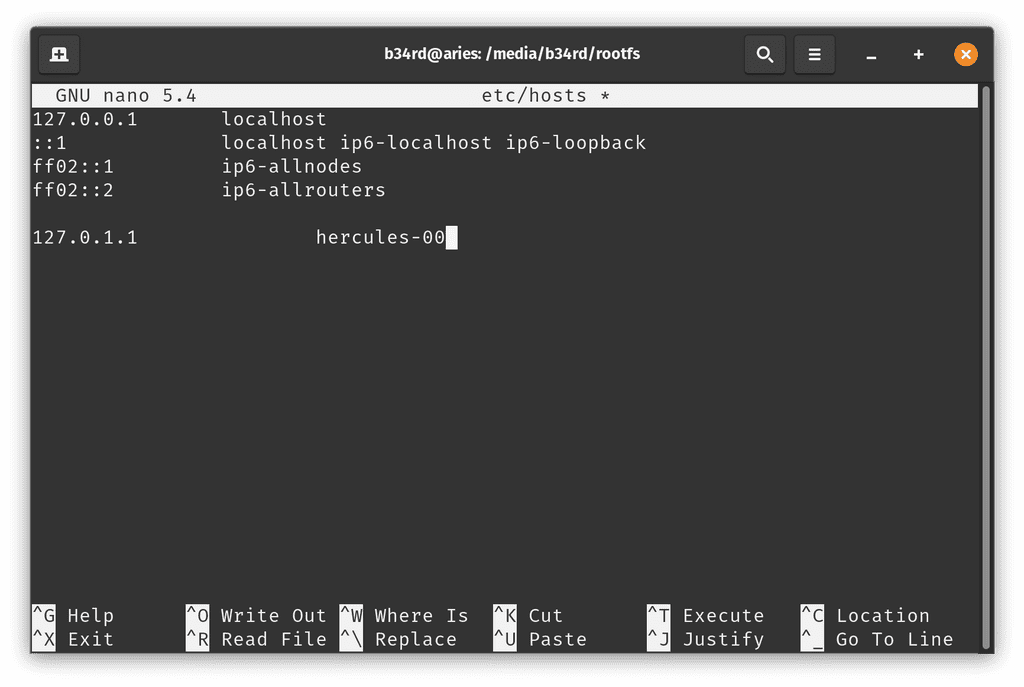 b34rd@aries: /media/b34rd/rootfs
GNU nano 5.4 etc/hosts *
127.0.0.1 localhost
::1 localhost ip6-localhost ip6-loopback
ff02::1 ip6-allnodes
ff02::2 ip6-allrouters
127.0.1.1 hercules-00
^G Help ^O Write Out ^W Where Is ^K Cut ^T Execute ^C Location
^X Exit ^R Read File ^\ Replace ^U Paste ^J Justify ^_ Go To Line